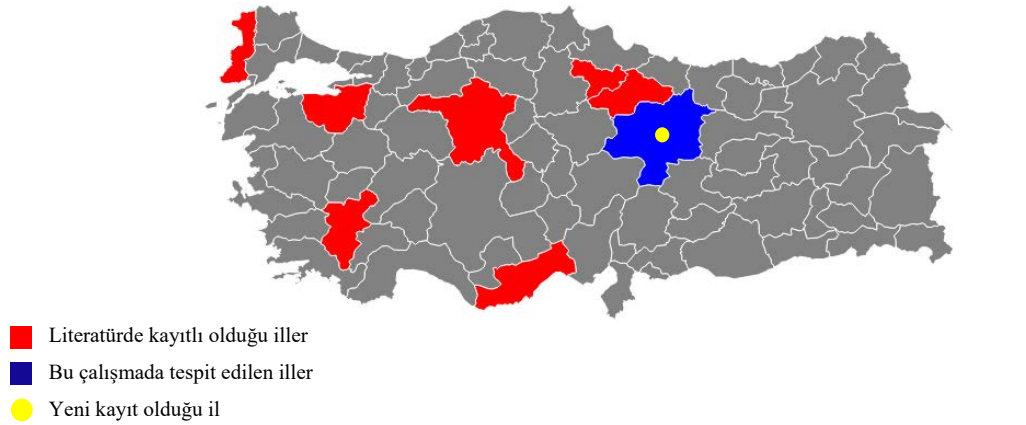 Literatürde kayıtlı olduğu iller
Bu çalışmada tespit edilen iller
Yeni kayıt olduğu il